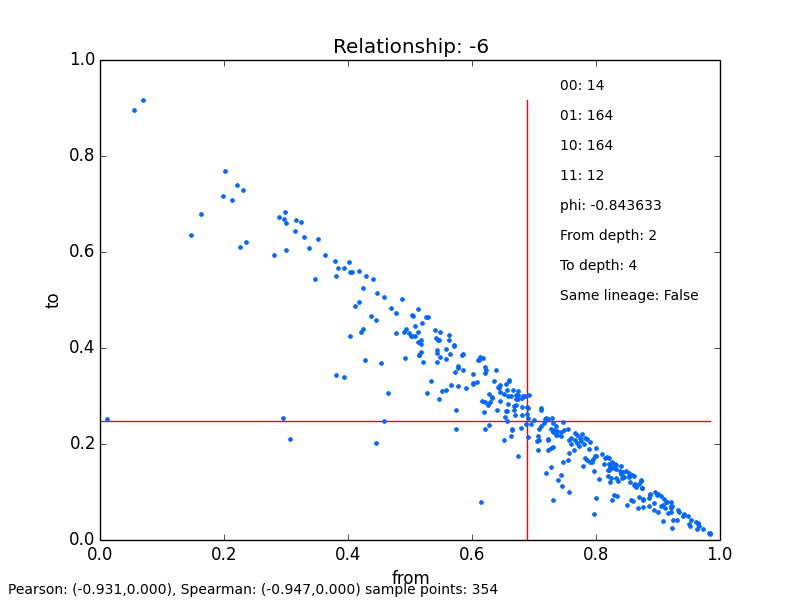 Relationship: -6
1.0
0.8
0.6
0.4
0.2
0.0
to
00: 14
01: 164
10: 164
11: 12
phi: -0.843633
From depth: 2
To depth: 4
Same lineage: False
0.0 0.2 0.4 0.6 0.8 1.0
from
Pearson: (-0.931,0.000), Spearman: (-0.947,0.000) sample points: 354